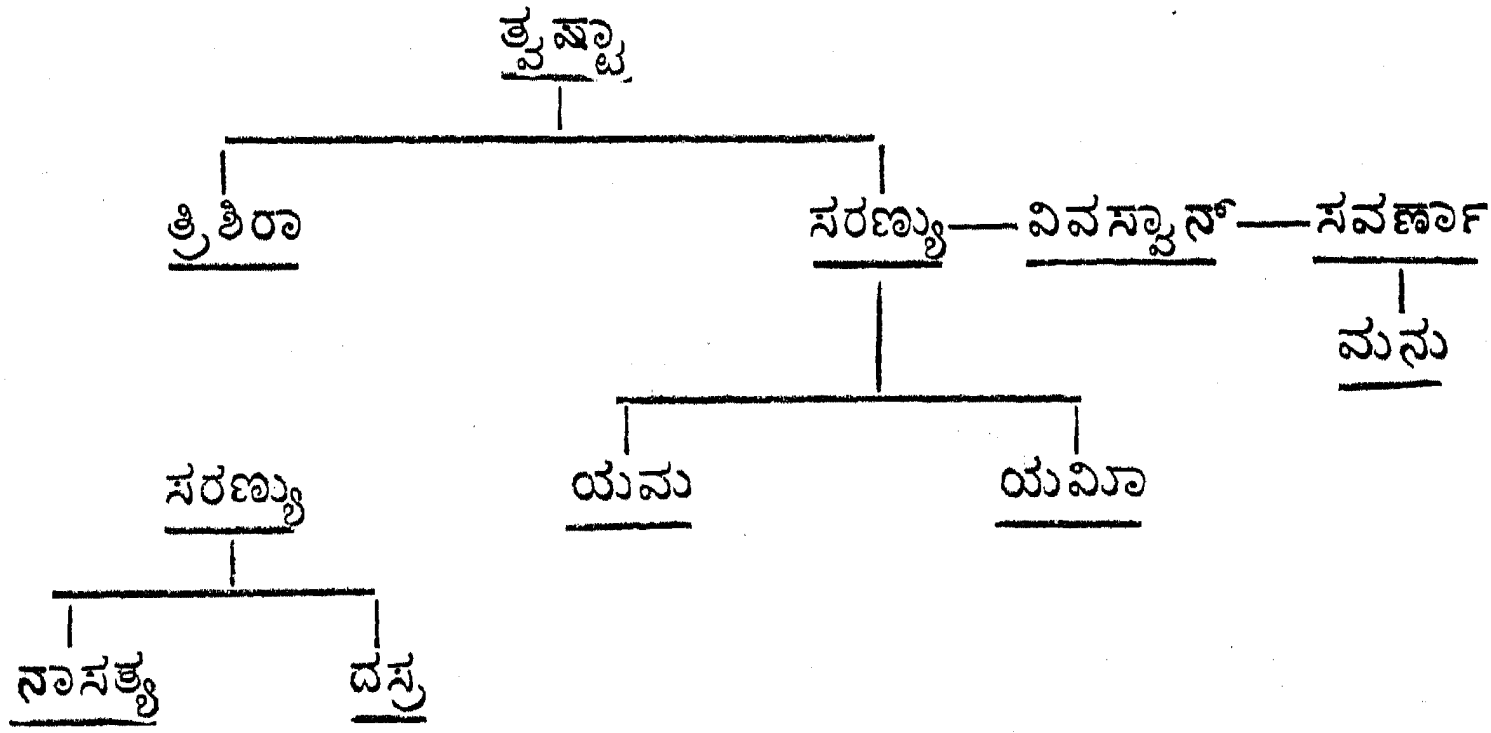 ತ್ವಷ್ಟಾ
ತ್ರಿಶಿರಾ ಸರಣ್ಯು — ವಿವಸ್ವಾನ್ — ಸವರ್ಣಾ
ಮನು
ಸರಣ್ಯು ಯಮ ಯಮೀ
ನಾಸತ್ಯ ದಸ್ರ